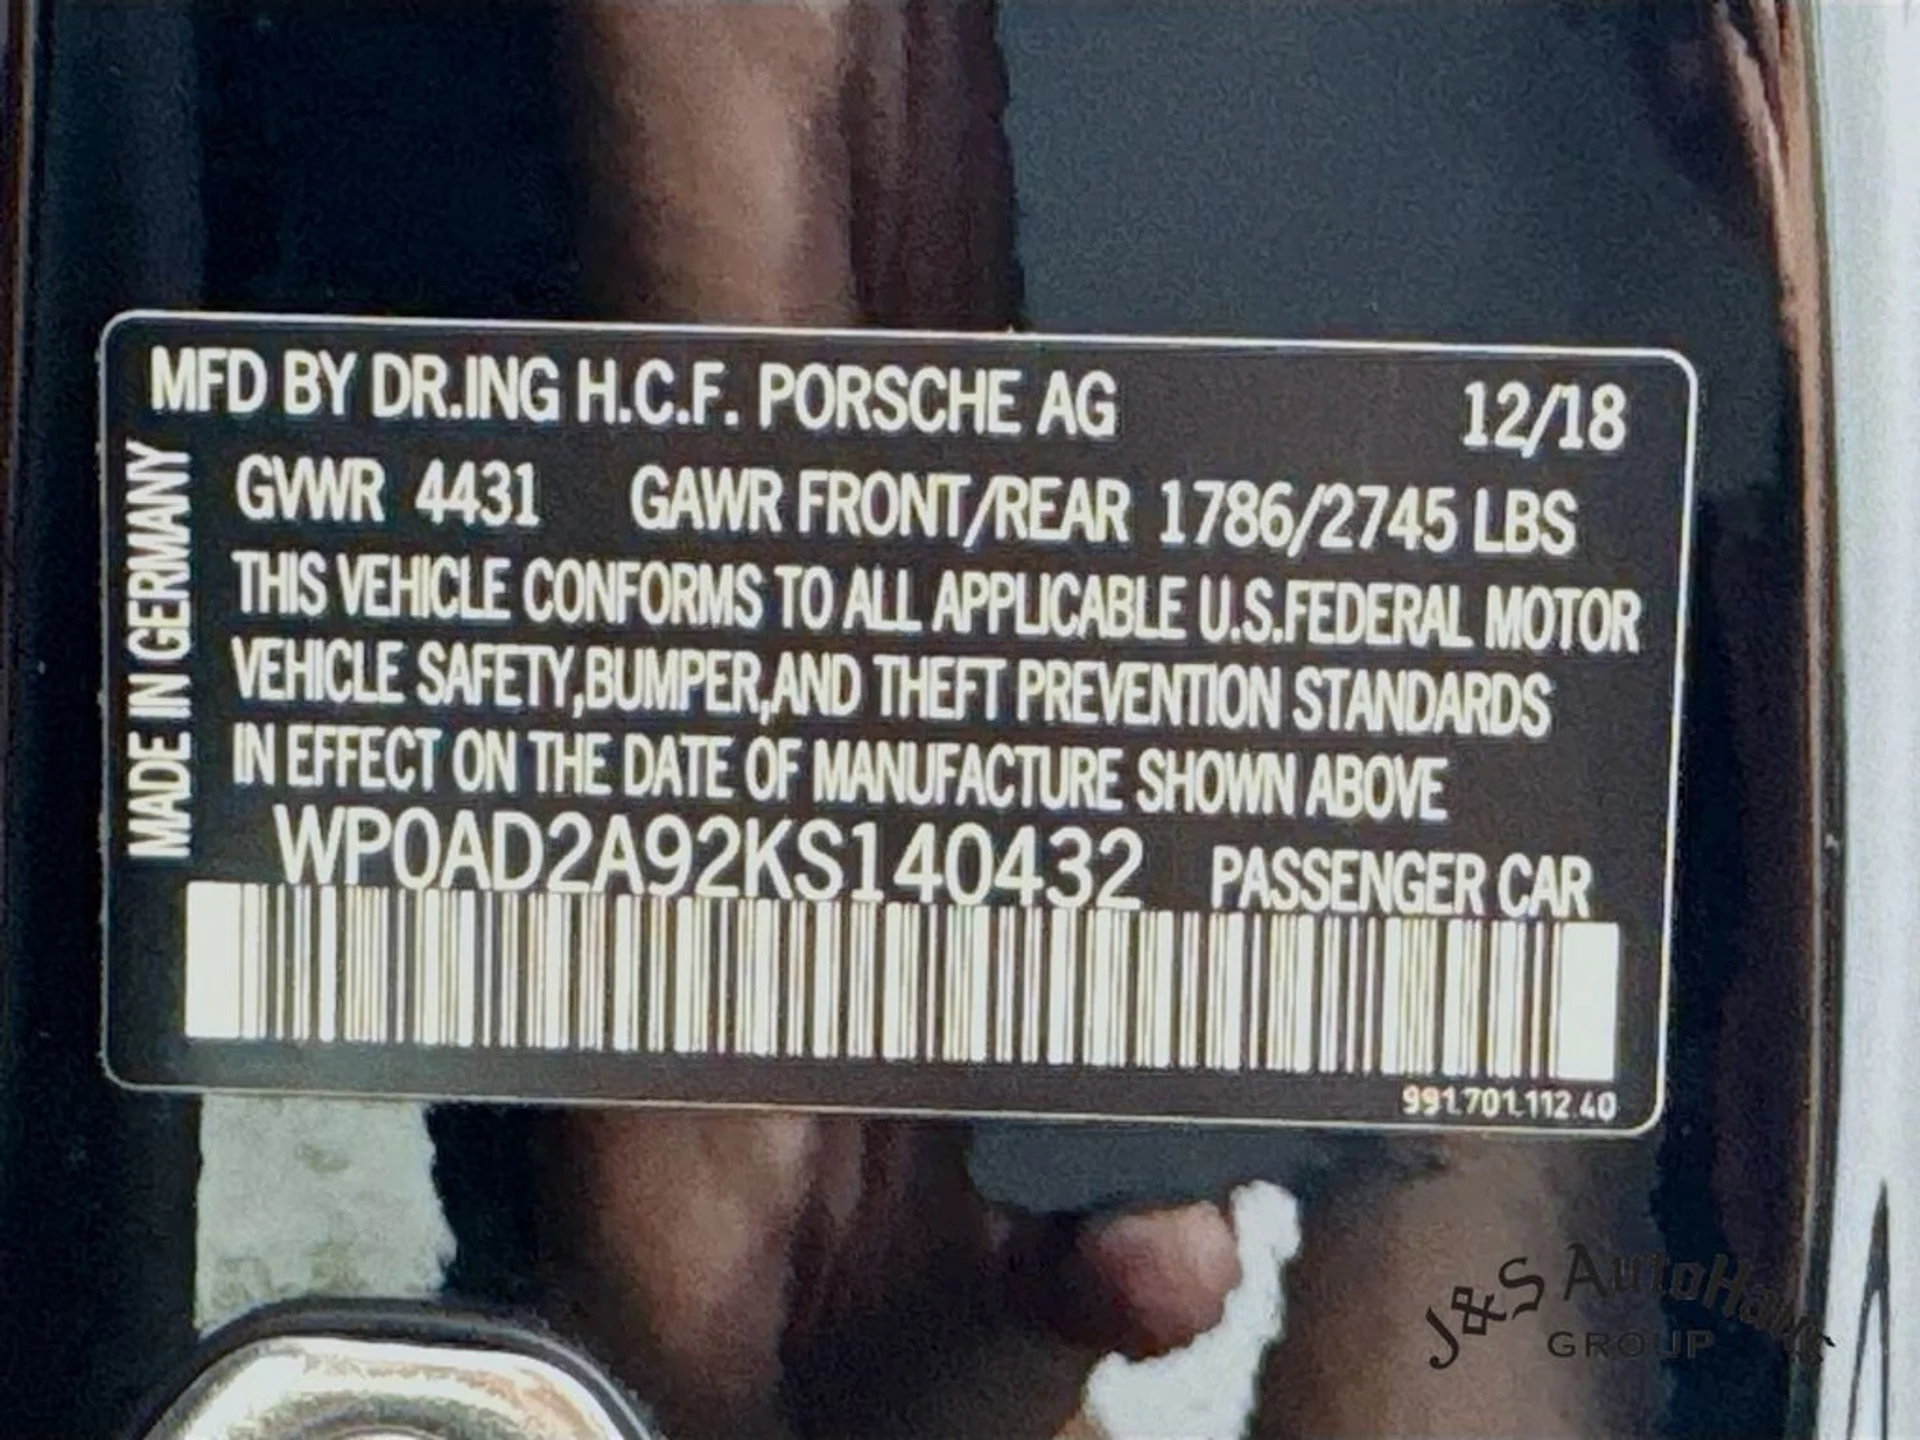 MFD BY DR.ING H.C.F. PORSCHE AG 12/18
MADE IN GERMANY
GVWR 4431 GAWR FRONT/REAR 1786/2745 LBS
THIS VEHICLE CONFORMS TO ALL APPLICABLE U.S.FEDERAL MOTOR
VEHICLE SAFETY,BUMPER,AND THEFT PREVENTION STANDARDS
IN EFFECT ON THE DATE OF MANUFACTURE SHOWN ABOVE
WP0AD2A92KS140432 PASSENGER CAR
991.701.112.40
J&S AutoHaus
GROUP